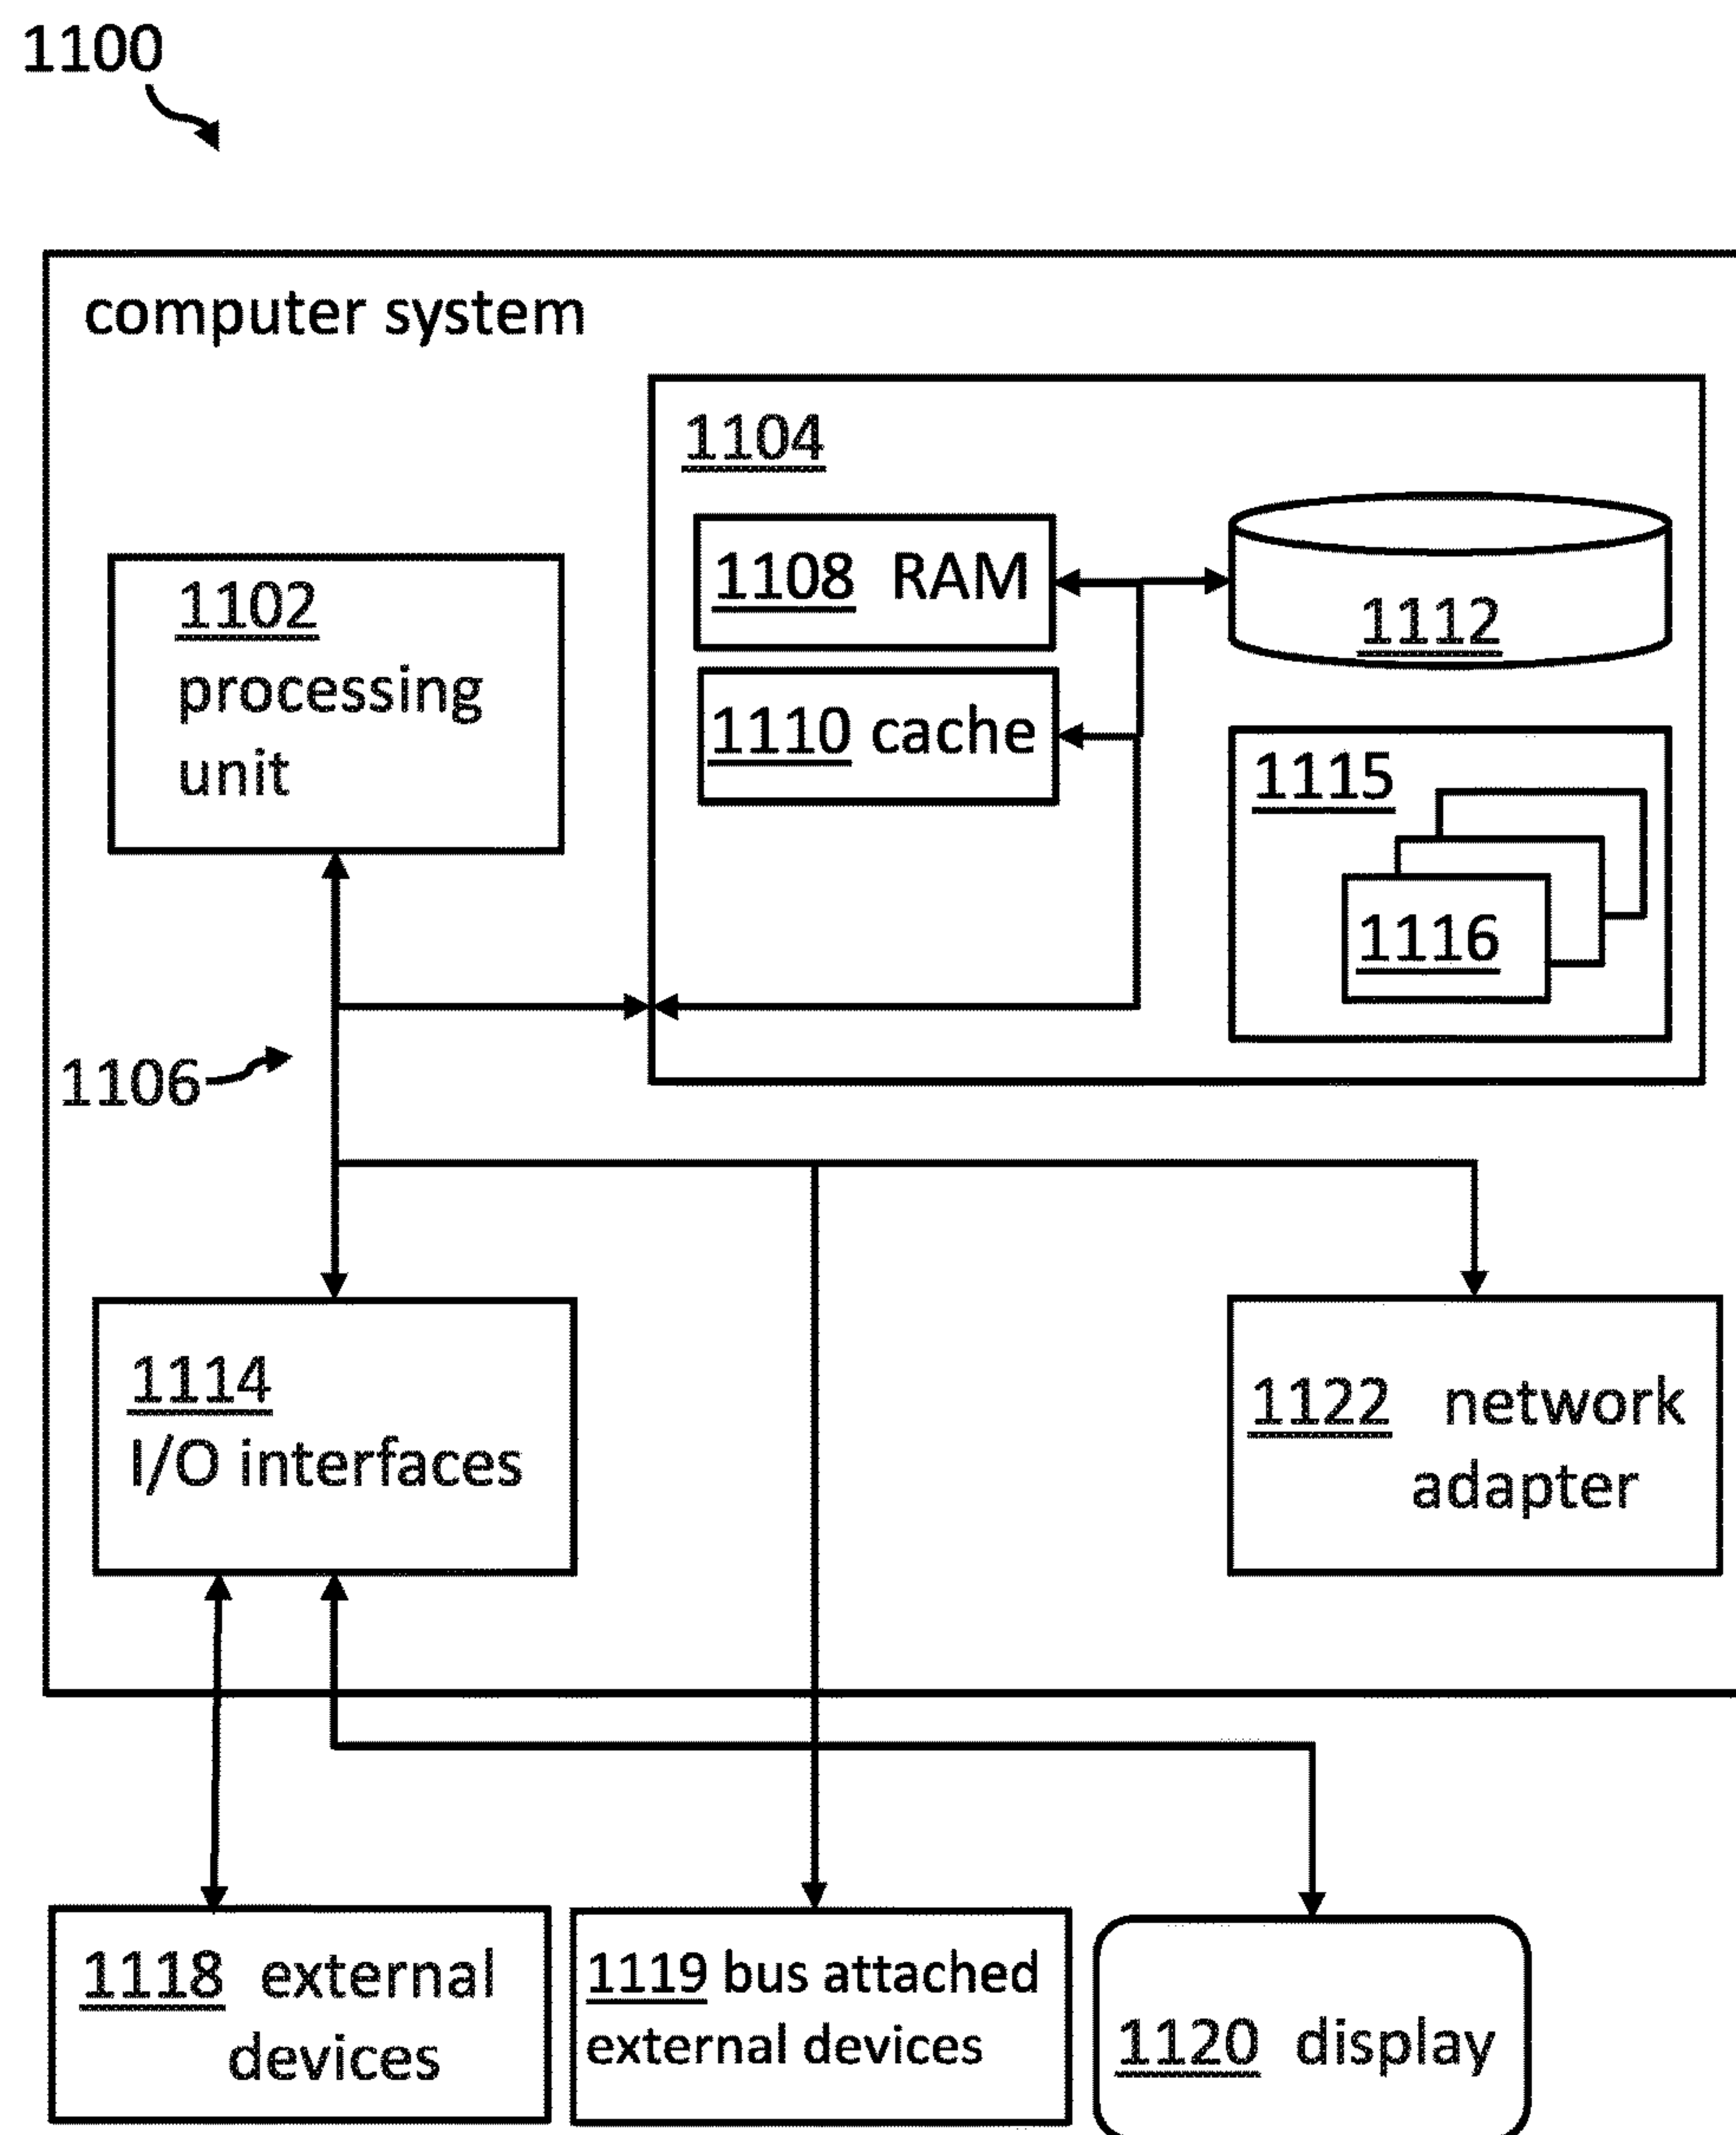 1100
computer system
1104
1108 RAM
1112
1102
processing
unit
1110 cache
1115
1116
1106
1114
I/O interfaces
1122 network
adapter
1118 external
devices
1119 bus attached
external devices
1120 display